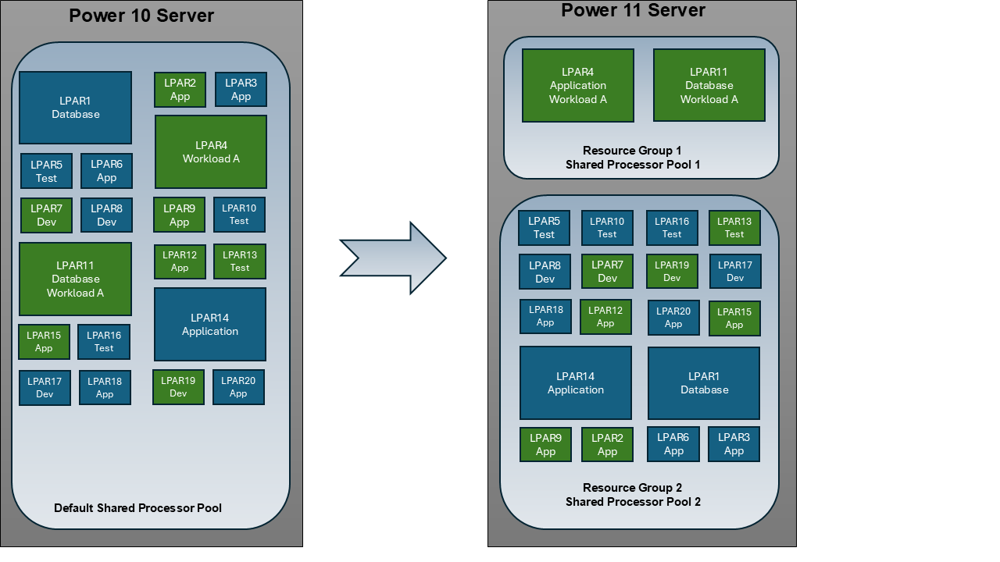 Power 10 Server
LPAR1
Database
LPAR2
App
LPAR3
App
LPAR4
Workload A
LPAR5
Test
LPAR6
App
LPAR7
Dev
LPAR8
Dev
LPAR9
App
LPAR10
Test
LPAR11
Database
Workload A
LPAR12
App
LPAR13
Test
LPAR14
Application
LPAR15
App
LPAR16
Test
LPAR17
Dev
LPAR18
App
LPAR19
Dev
LPAR20
App
Default Shared Processor Pool
Power 11 Server
LPAR4
Application
Workload A
LPAR11
Database
Workload A
Resource Group 1
Shared Processor Pool 1
LPAR5
Test
LPAR10
Test
LPAR16
Test
LPAR13
Test
LPAR8
Dev
LPAR7
Dev
LPAR19
Dev
LPAR17
Dev
LPAR18
App
LPAR12
App
LPAR20
App
LPAR15
App
LPAR14
Application
LPAR1
Database
LPAR9
App
LPAR2
App
LPAR6
App
LPAR3
App
Resource Group 2
Shared Processor Pool 2